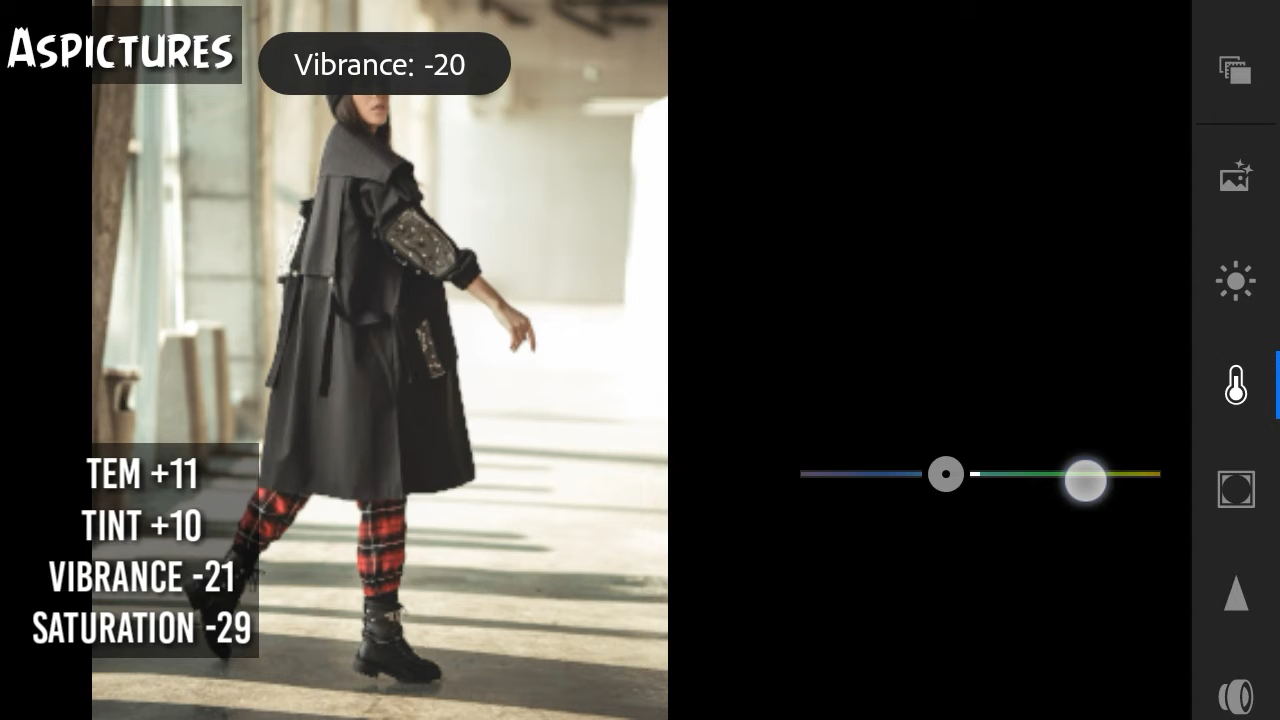 ASPICTURES
Vibrance: -20
TEM +11
TINT +10
VIBRANCE -21
SATURATION -29